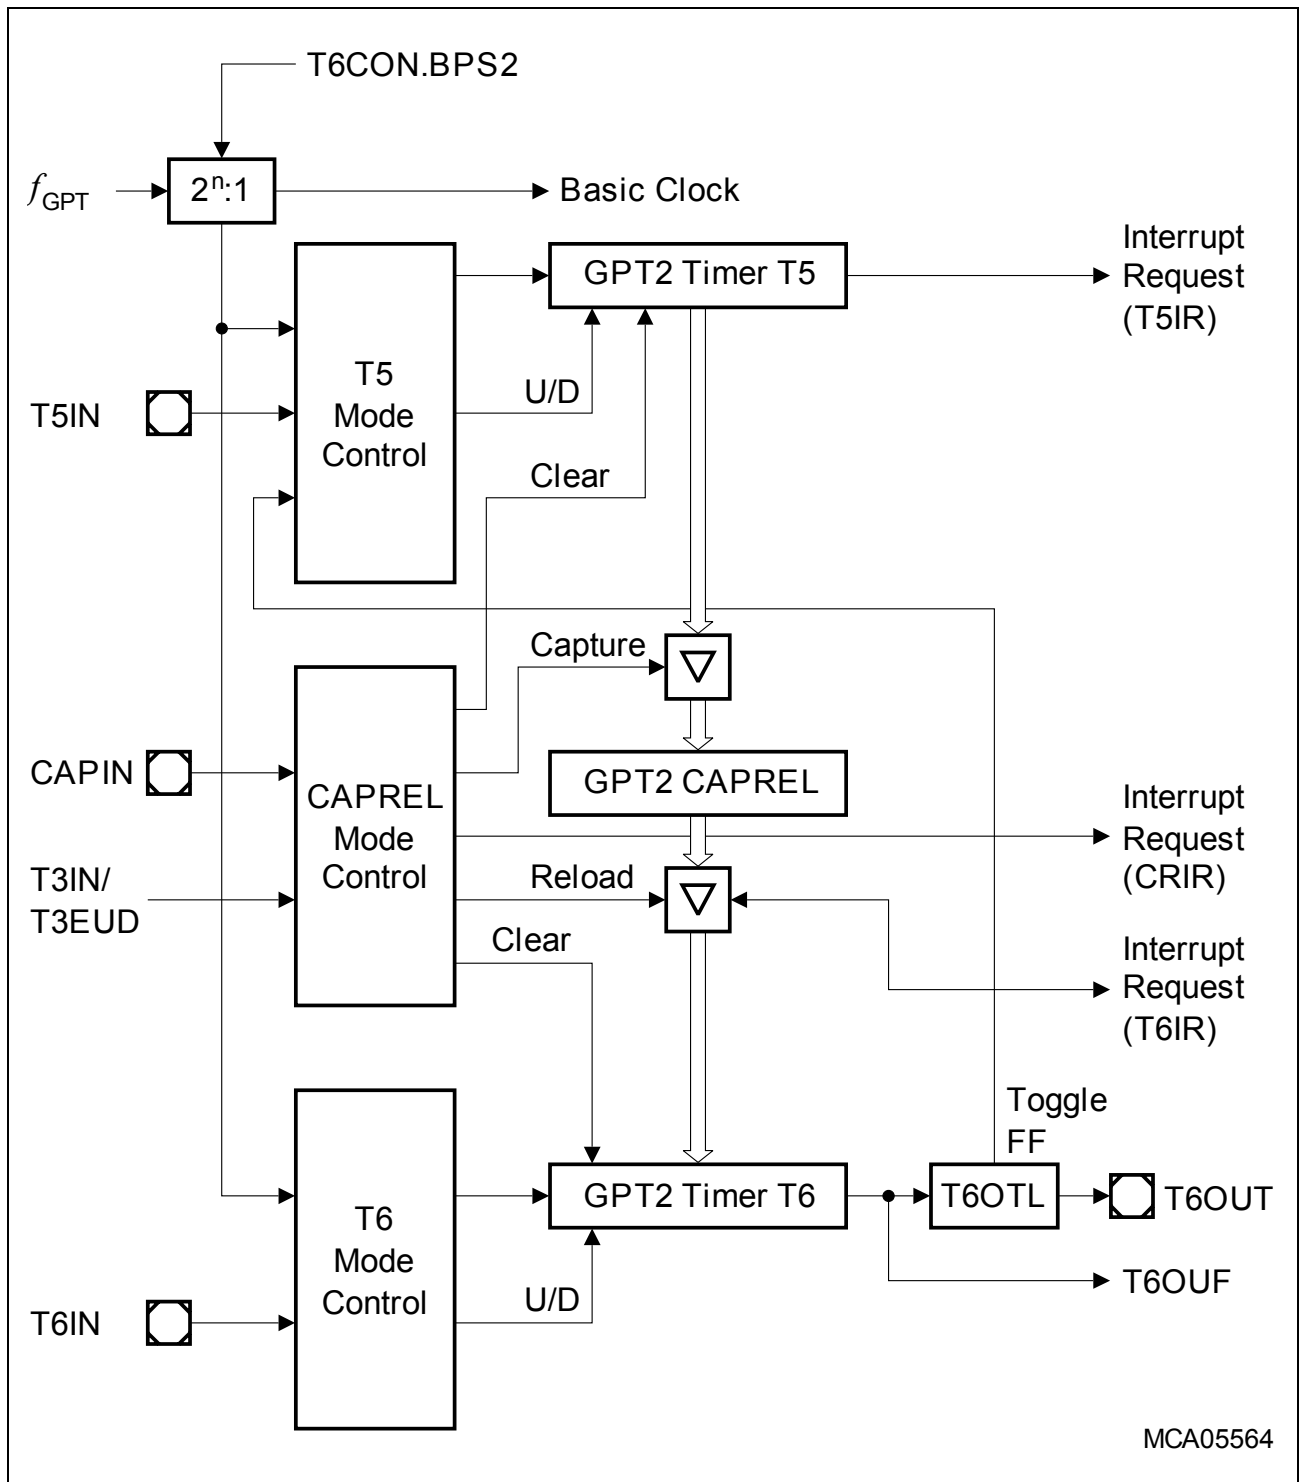 T6CON.BPS2
fGPT
2n:1
Basic Clock
Interrupt
Request
(T5IR)
GPT2 Timer T5
T5
Mode
Control
U/D
T5IN
Clear
Capture
CAPIN
GPT2 CAPREL
CAPREL
Mode
Control
Interrupt
Request
(CRIR)
T3IN/
T3EUD
Reload
Clear
Interrupt
Request
(T6IR)
Toggle
FF
GPT2 Timer T6
T6OTL
T6OUT
T6
Mode
Control
T6OUF
U/D
T6IN
MCA05564